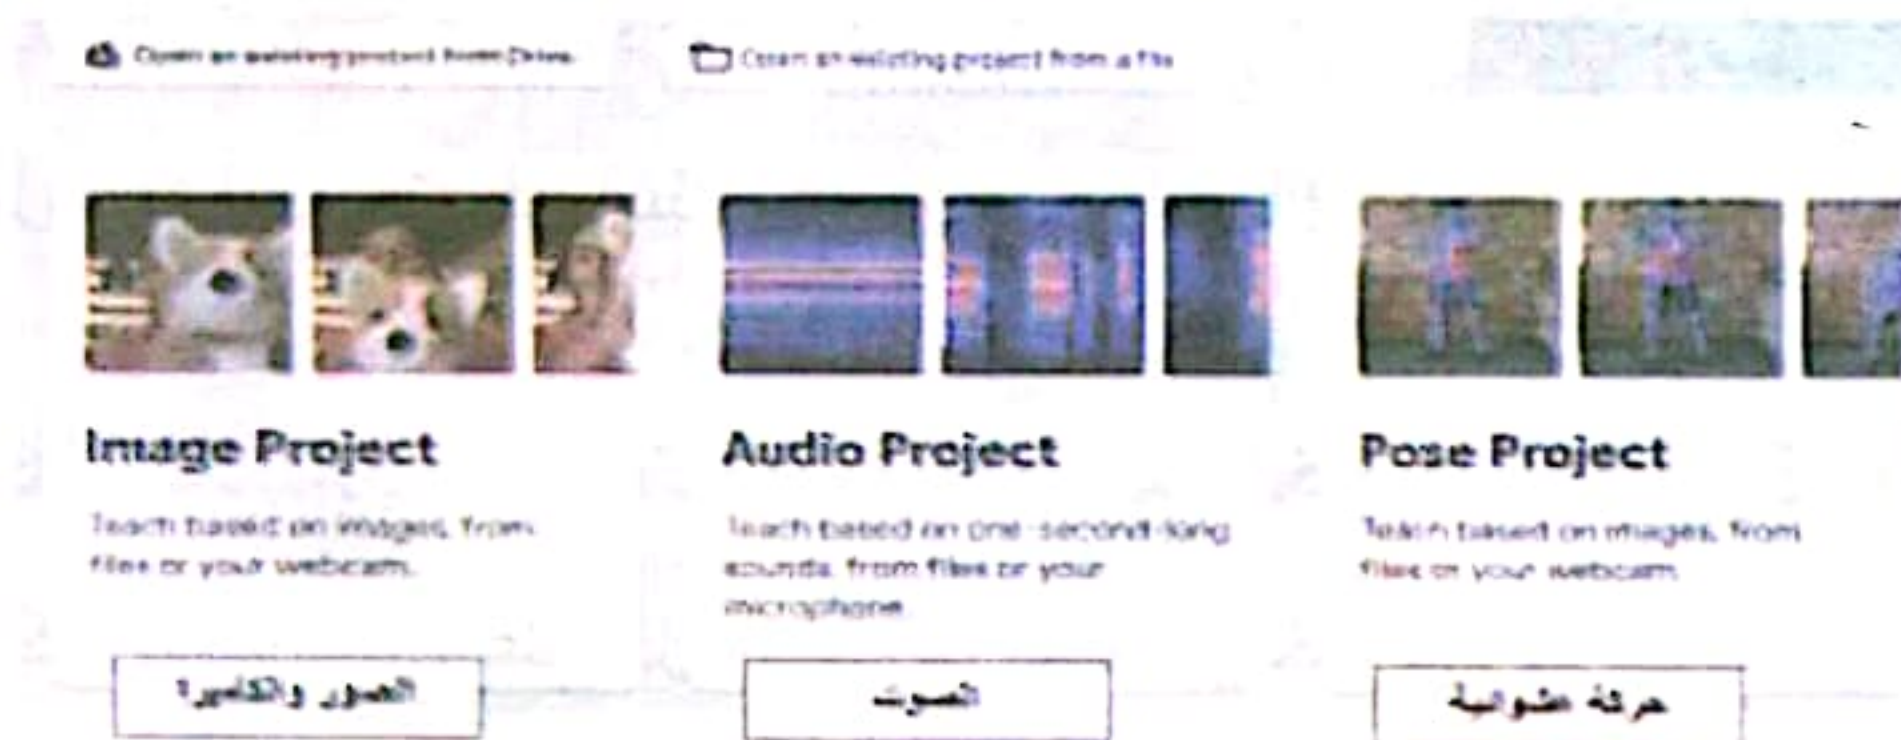 Open an existing project from Drive.
Open an existing project from a file
Image Project
Teach based on images, from
files or your webcam.
Audio Project
Teach based on one-second-long
sounds, from files or your
microphone.
Pose Project
Teach based on images, from
files or your webcam.
الصور والكاميرا
الصوت
حركة عشوائية